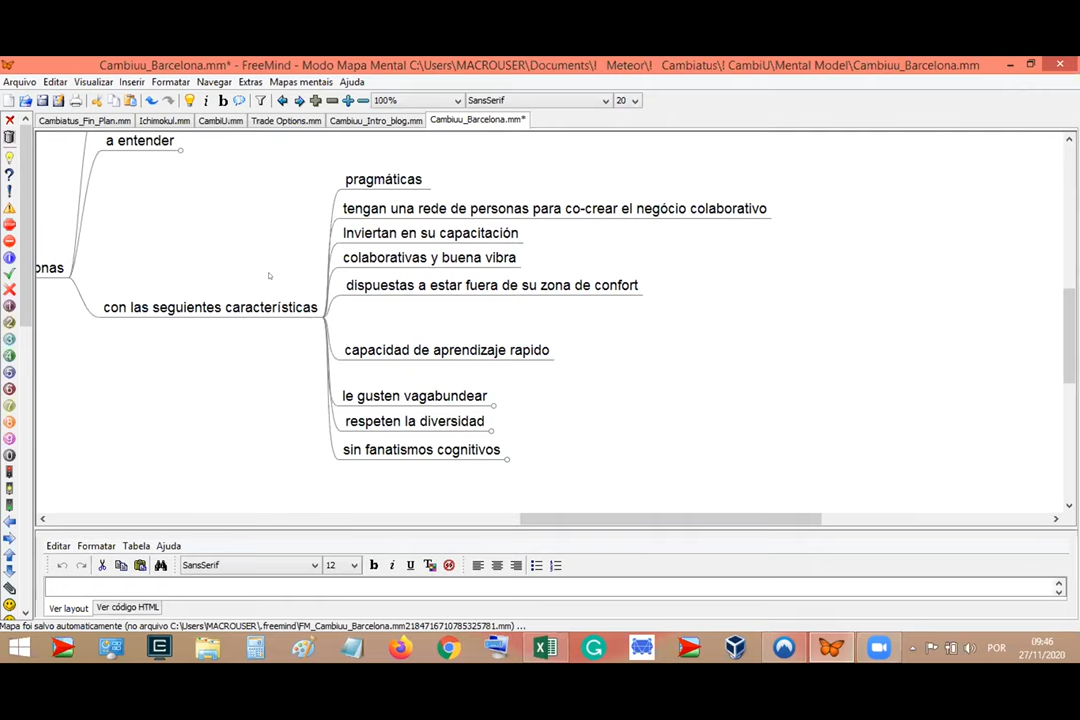 Cambiuu_Barcelona.mm* - FreeMind - Modo Mapa Mental C:\Users\MACROUSER\Documents\! Meteor\! Cambiatus\! CambiU\Mental Model\Cambiuu_Barcelona.mm
Arquivo Editar Visualizar Inserir Formatar Navegar Extras Mapas mentais Ajuda
100% SansSerif 20
Cambiatus_Fin_Plan.mm Ichimokul.mm CambiU.mm Trade Options.mm Cambiuu_Intro_blog.mm Cambiuu_Barcelona.mm*
a entender
pragmáticas
tengan una rede de personas para co-crear el negócio colaborativo
Inviertan en su capacitación
colaborativas y buena vibra
onas
dispuestas a estar fuera de su zona de confort
con las seguientes características
capacidad de aprendizaje rapido
le gusten vagabundear
respeten la diversidad
sin fanatismos cognitivos
Editar Formatar Tabela Ajuda
SansSerif 12 b i U
Ver layout Ver código HTML
Mapa foi salvo automaticamente (no arquivo C:\Users\MACROUSER\.freemind\FM_Cambiuu_Barcelona.mm2184716710785325781.mm) ...
POR
09:46
27/11/2020